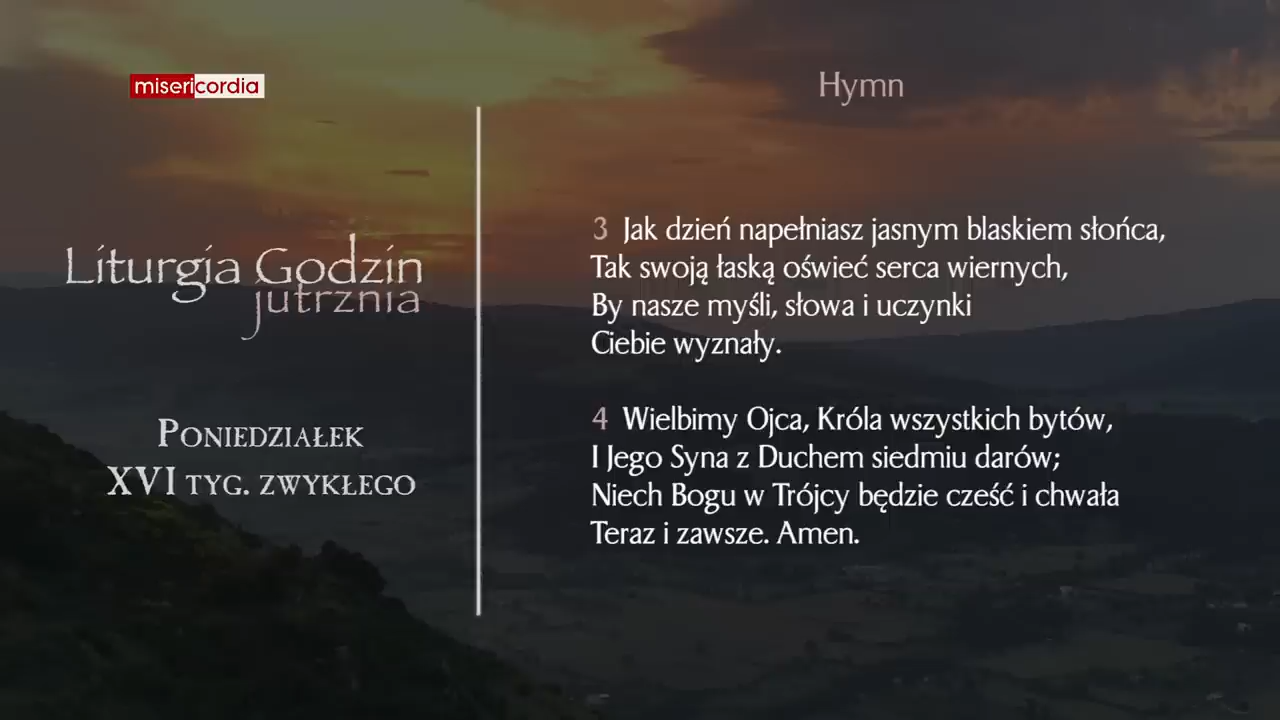 misericordia
Liturgia Godzin
jutrznia
Poniedziałek
XVI tyg. zwykłego
Hymn
3 Jak dzień napełniasz jasnym blaskiem słońca,
Tak swoją łaską oświeć serca wiernych,
By nasze myśli, słowa i uczynki
Ciebie wyznały.
4 Wielbimy Ojca, Króla wszystkich bytów,
I Jego Syna z Duchem siedmiu darów;
Niech Bogu w Trójcy będzie cześć i chwała
Teraz i zawsze. Amen.